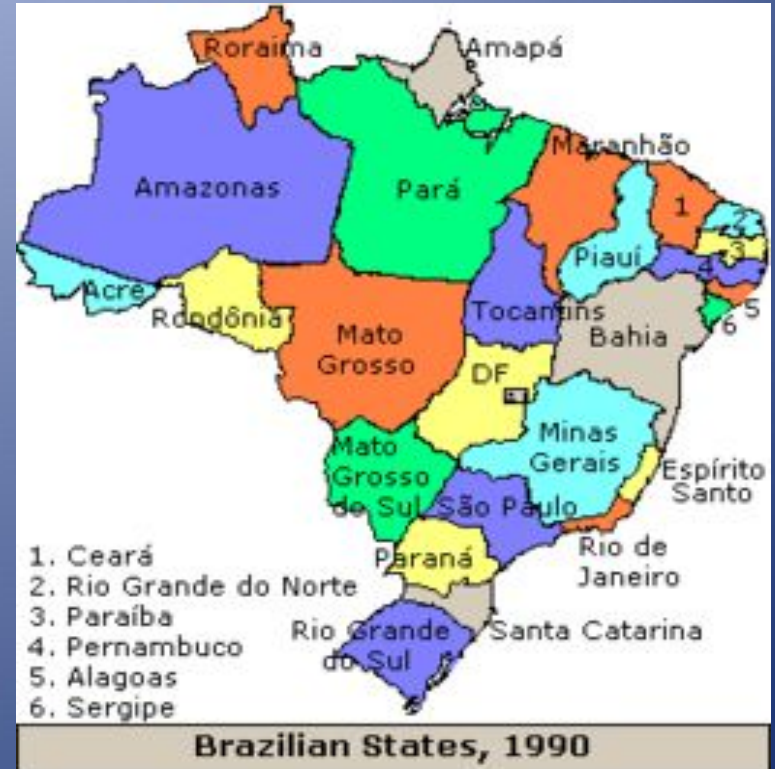 Roraima
Amapá
Amazonas
Pará
Maranhão
1
2
3
Piauí
4
Acre
Rondônia
Tocantins
5
6
Mato
Grosso
Bahia
DF
Mato
Grosso
do Sul
Minas
Gerais
Espírito
Santo
São Paulo
Rio de
Janeiro
Paraná
Santa Catarina
Rio Grande
do Sul
1. Ceará
2. Rio Grande do Norte
3. Paraíba
4. Pernambuco
5. Alagoas
6. Sergipe
Brazilian States, 1990